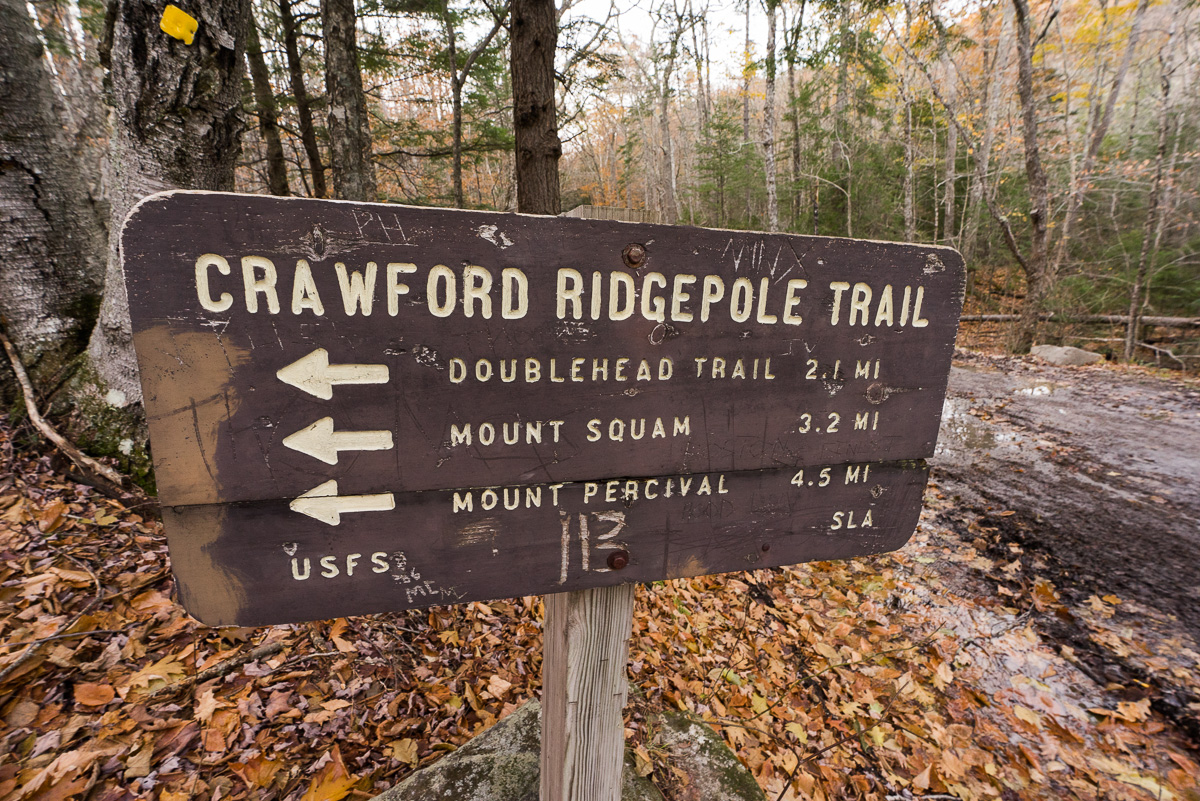 PH
CRAWFORD RIDGEPOLE TRAIL
DOUBLEHEAD TRAIL 2.1 MI
MOUNT SQUAM 3.2 MI
MOUNT PERCIVAL 4.5 MI
USFS SLA